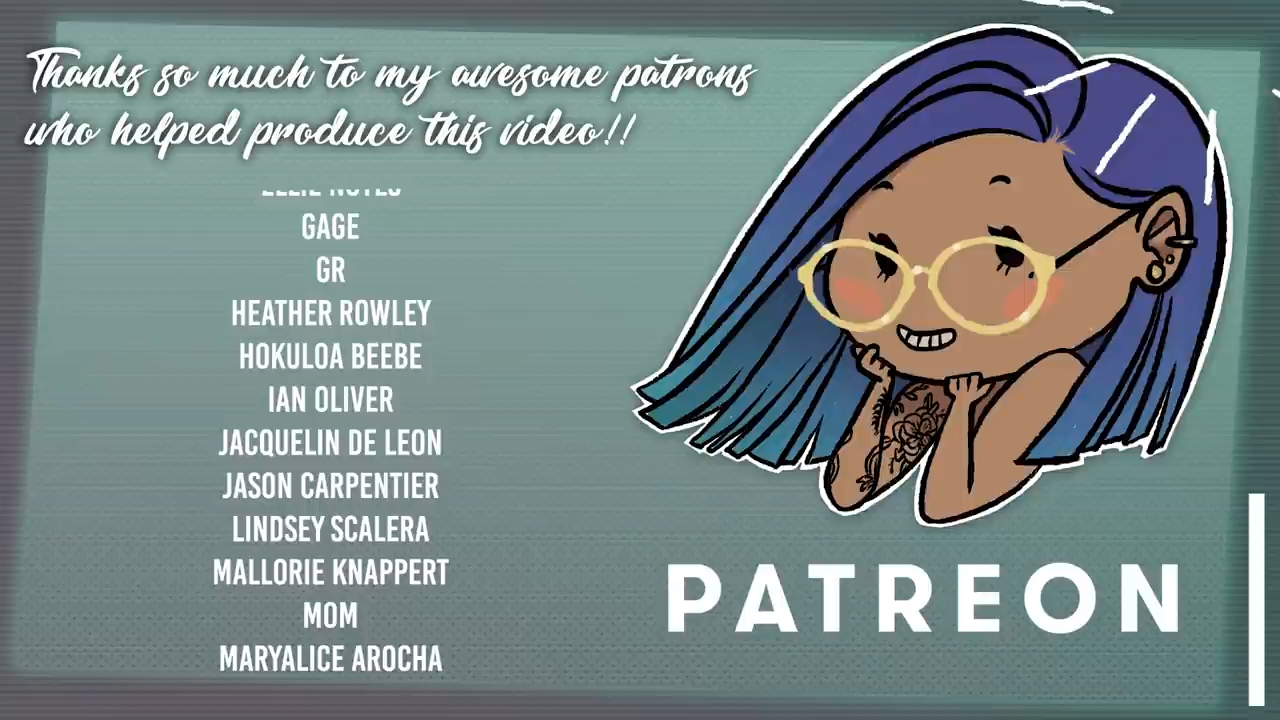 Thanks so much to my awesome patrons
who helped produce this video!!
GAGE
GR
HEATHER ROWLEY
HOKULOA BEEBE
IAN OLIVER
JACQUELIN DE LEON
JASON CARPENTIER
LINDSEY SCALERA
MALLORIE KNAPPERT
MOM
MARYALICE AROCHA
PATREON